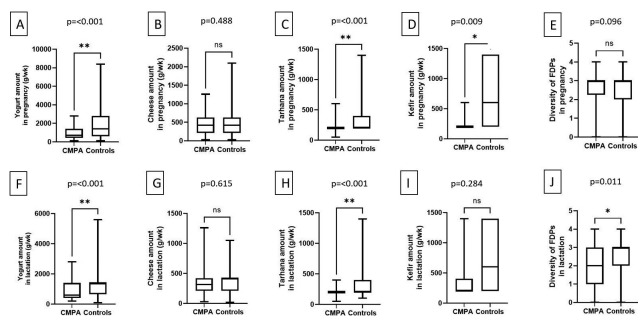 A
p=<0.001
**
Yogurt amount
in pregnancy (g/wk)
10000
8000
6000
4000
2000
0
CMPA Controls
B
p=0.488
ns
Cheese amount
in pregnancy (g/wk)
2500
2000
1500
1000
500
0
CMPA Controls
C
p=<0.001
**
Tarhana amount
in pregnancy (g/wk)
1500
1000
500
0
CMPA Controls
D
p=0.009
*
Kefir amount
in pregnancy (g/wk)
1500
1000
500
0
CMPA Controls
E
p=0.096
ns
Diversity of FDPs
in pregnancy
5
4
3
2
1
0
CMPA Controls
F
p=<0.001
**
Yogurt amount
in lactation (g/wk)
6000
4000
2000
0
CMPA Controls
G
p=0.615
ns
Cheese amount
in lactation (g/wk)
1500
1000
500
0
CMPA Controls
H
p=<0.001
**
Tarhana amount
in lactation (g/wk)
1500
1000
500
0
CMPA Controls
I
p=0.284
ns
Kefir amount
in lactation (g/wk)
1500
1000
500
0
CMPA Controls
J
p=0.011
*
Diversity of FDPs
in lactation
5
4
3
2
1
0
CMPA Controls